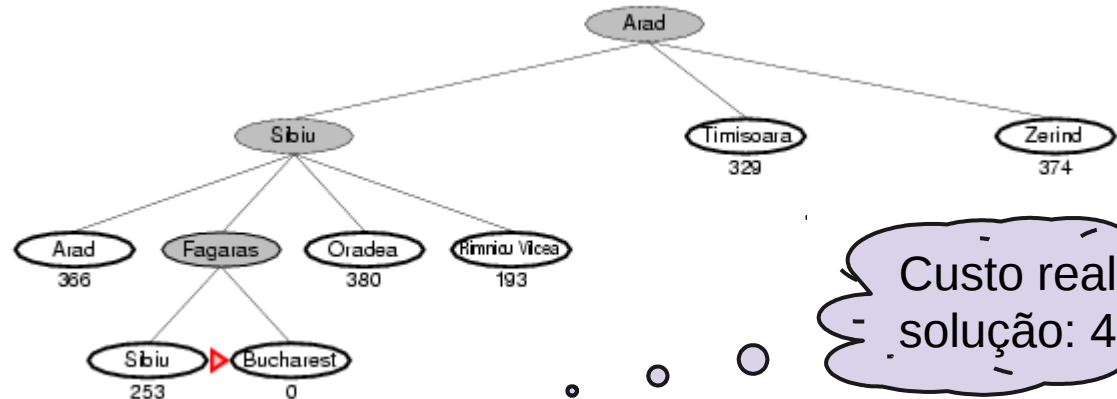 Arad
Sibiu
Timisoara
Zerind
329
374
Arad
Fagaras
Oradea
Rimnicu Vilcea
366
380
193
Custo real
solução: 4
Sibiu
Bucharest
253
0